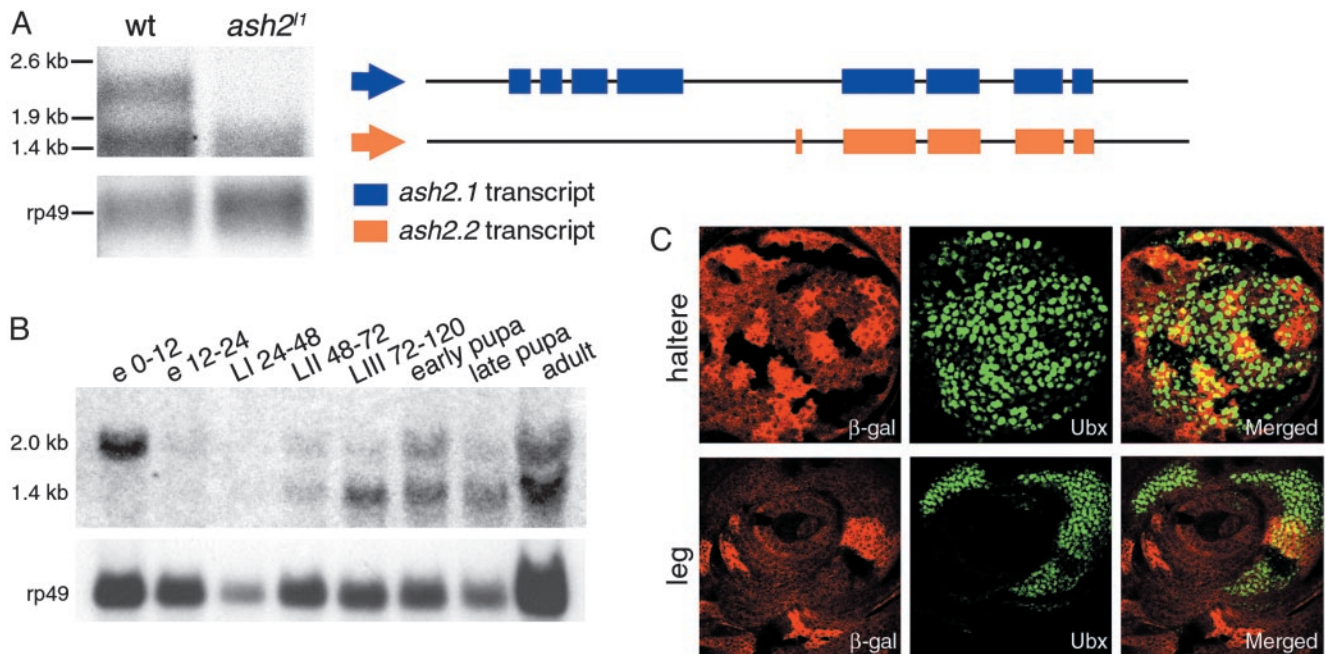 A
wt
ash2^l1
2.6 kb
1.9 kb
1.4 kb
rp49
ash2.1 transcript
ash2.2 transcript
B
e 0-12
e 12-24
LI 24-48
LII 48-72
LIII 72-120
early pupa
late pupa
adult
2.0 kb
1.4 kb
rp49
C
haltere
β-gal
Ubx
Merged
leg
β-gal
Ubx
Merged